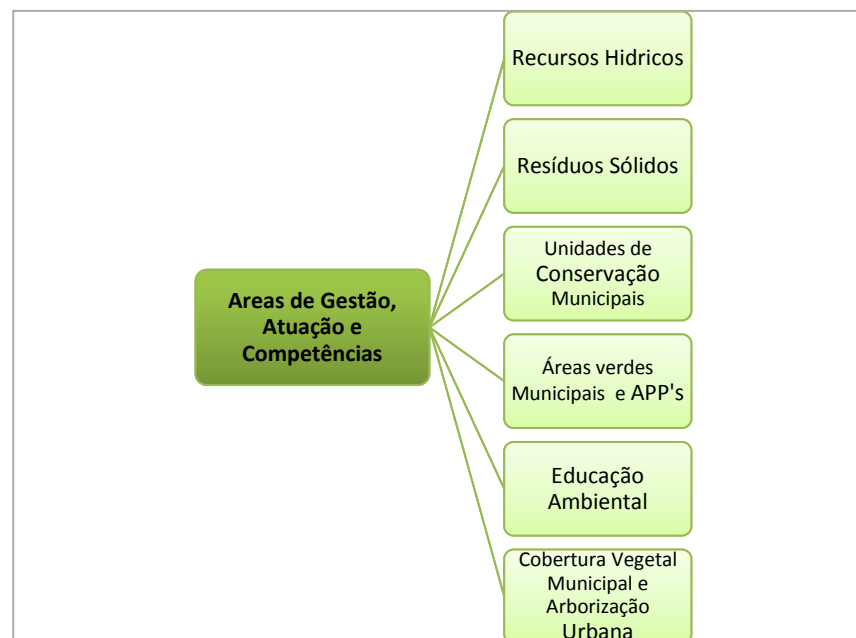 Recursos Hidricos
Resíduos Sólidos
Unidades de
Conservação
Municipais
Areas de Gestão,
Atuação e
Competências
Áreas verdes
Municipais e APP's
Educação
Ambiental
Cobertura Vegetal
Municipal e
Arborização
Urbana